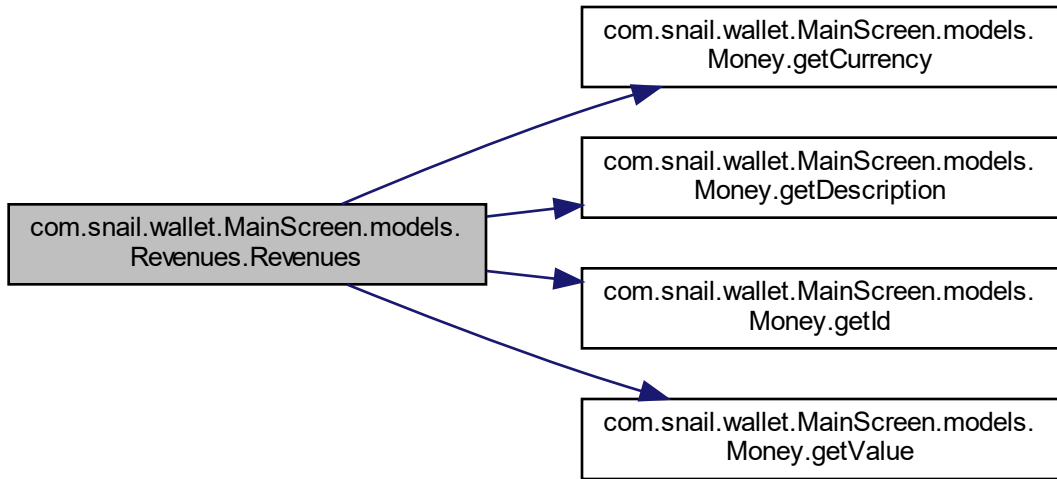 com.snail.wallet.MainScreen.models.
Money.getCurrency
com.snail.wallet.MainScreen.models.
Money.getDescription
com.snail.wallet.MainScreen.models.
Revenues.Revenues
com.snail.wallet.MainScreen.models.
Money.getId
com.snail.wallet.MainScreen.models.
Money.getValue